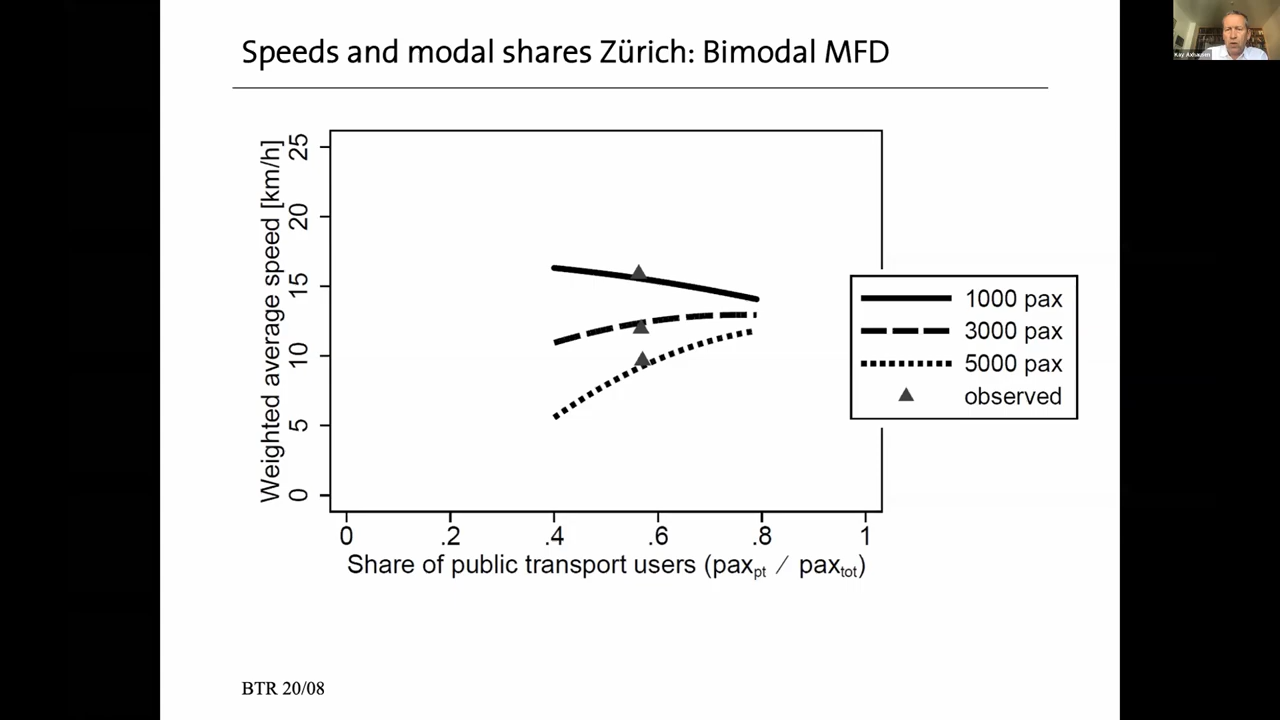 Speeds and modal shares Zürich: Bimodal MFD
Kay Axhausen
Weighted average speed [km/h]
25
20
15
10
5
0
1000 pax
3000 pax
5000 pax
observed
0 .2 .4 .6 .8 1
Share of public transport users (pax_pt / pax_tot)
BTR 20/08